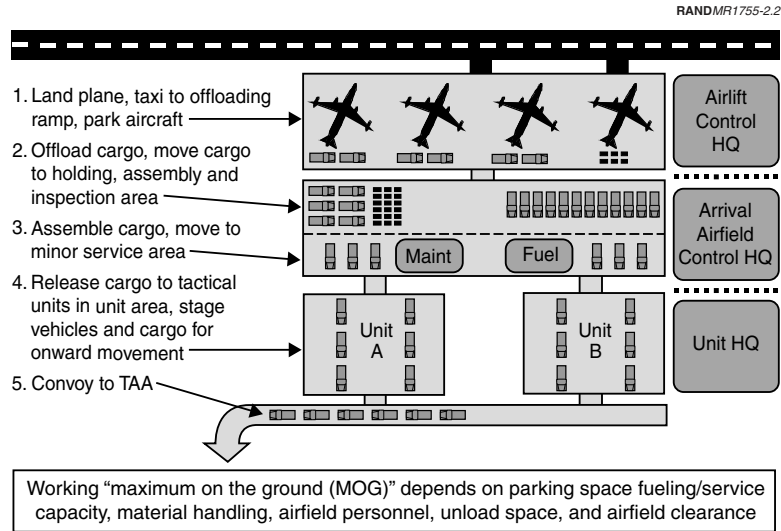 RANDMR1755-2.2
1. Land plane, taxi to offloading
ramp, park aircraft
2. Offload cargo, move cargo
to holding, assembly and
inspection area
3. Assemble cargo, move to
minor service area
4. Release cargo to tactical
units in unit area, stage
vehicles and cargo for
onward movement
5. Convoy to TAA
Maint
Fuel
Unit
A
Unit
B
Airlift
Control
HQ
Arrival
Airfield
Control HQ
Unit HQ
Working “maximum on the ground (MOG)” depends on parking space fueling/service
capacity, material handling, airfield personnel, unload space, and airfield clearance